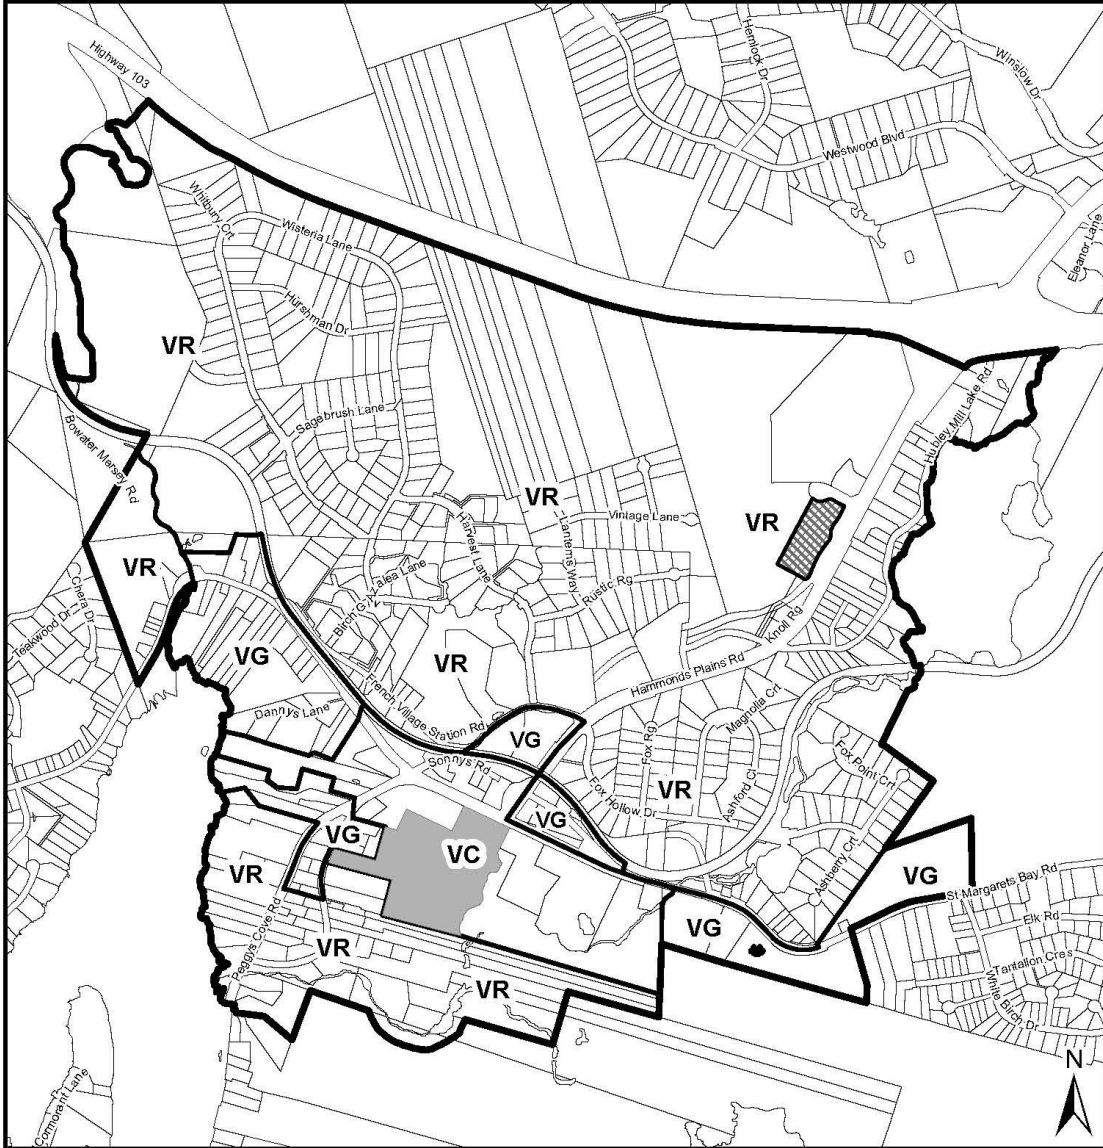 Hemlock Dr
Winslow Dr
Highway 103
Westwood Blvd
Whitbury Crt
Wisteria Lane
Eleanor Lane
Hurshman Dr
VR
Hubley Mill Lake Rd
Sagebrush Lane
Bowater Mersey Rd
VR
Harvest Lane
Lanterns Way
Vintage Lane
VR
VR
Chera Dr
Teakwood Dr
Azalea Lane
Birch
Rustic Rg
Knoll Rg
VG
VR
Hammonds Plains Rd
Magnolia Crt
Dannys Lane
French Village Station Rd
VG
Sonnys Rd
Fox Rg
Fox Point Crt
Fox Hollow Dr
VR
Ashford Cl
VG
VG
VC
Ashberry Crt
VR
VG
St Margarets Bay Rd
Elk Rd
VG
Peggys Cove Rd
VR
Tantallon Cres
VR
White Birch Dr
N
Cormorant Lane